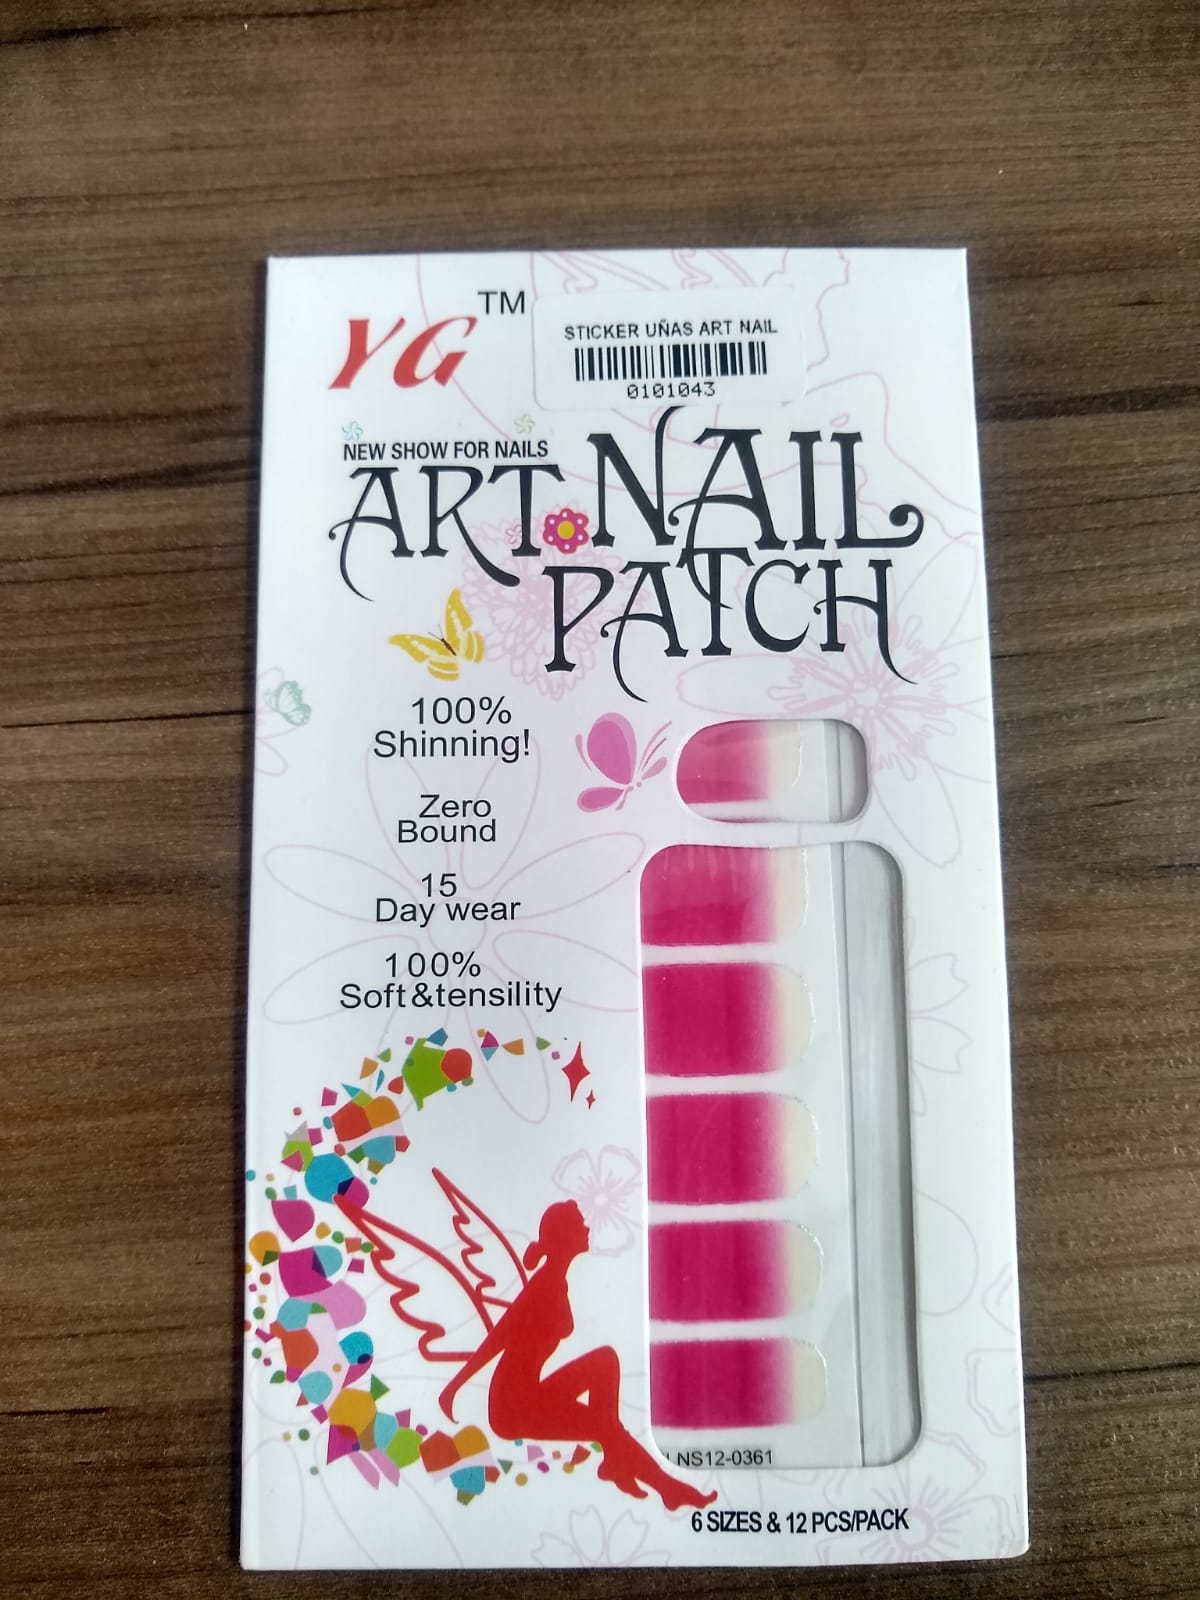 YG™
STICKER UÑAS ART NAIL
0101043
NEW SHOW FOR NAILS
ART NAIL
PATCH
100%
Shinning!
Zero
Bound
15
Day wear
100%
Soft&tensility
NS12-0361
6 SIZES & 12 PCS/PACK